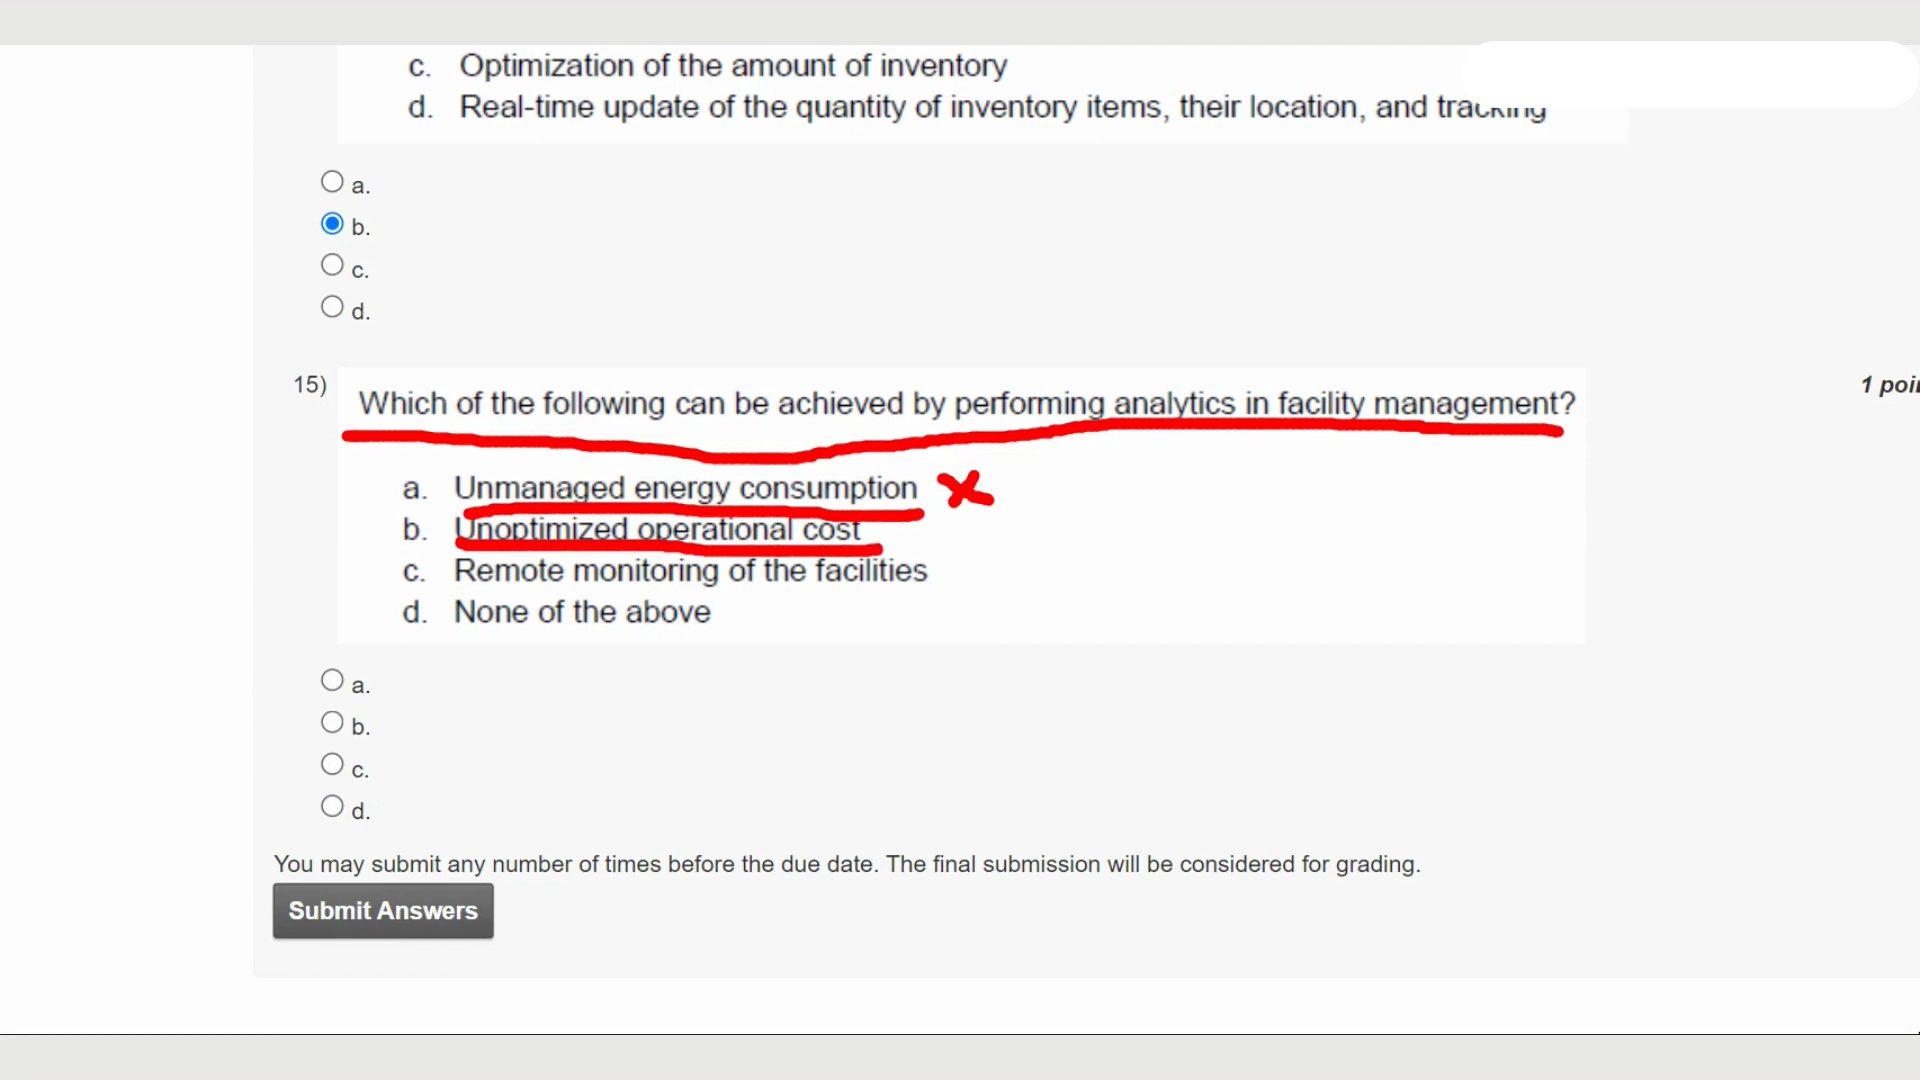 c. Optimization of the amount of inventory
d. Real-time update of the quantity of inventory items, their location, and tracking
a.
b.
c.
d.
15)
Which of the following can be achieved by performing analytics in facility management?
1 poi
a. Unmanaged energy consumption
b. Unoptimized operational cost
c. Remote monitoring of the facilities
d. None of the above
a.
b.
c.
d.
You may submit any number of times before the due date. The final submission will be considered for grading.
Submit Answers